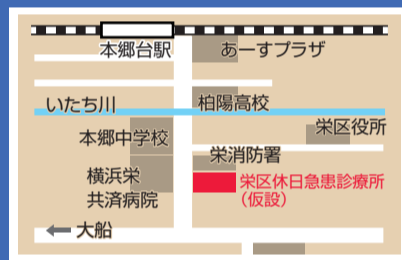 本郷台駅
あーすプラザ
いたち川
柏陽高校
栄区役所
本郷中学校
栄消防署
横浜栄
共済病院
栄区休日急患診療所
(仮設)
大船